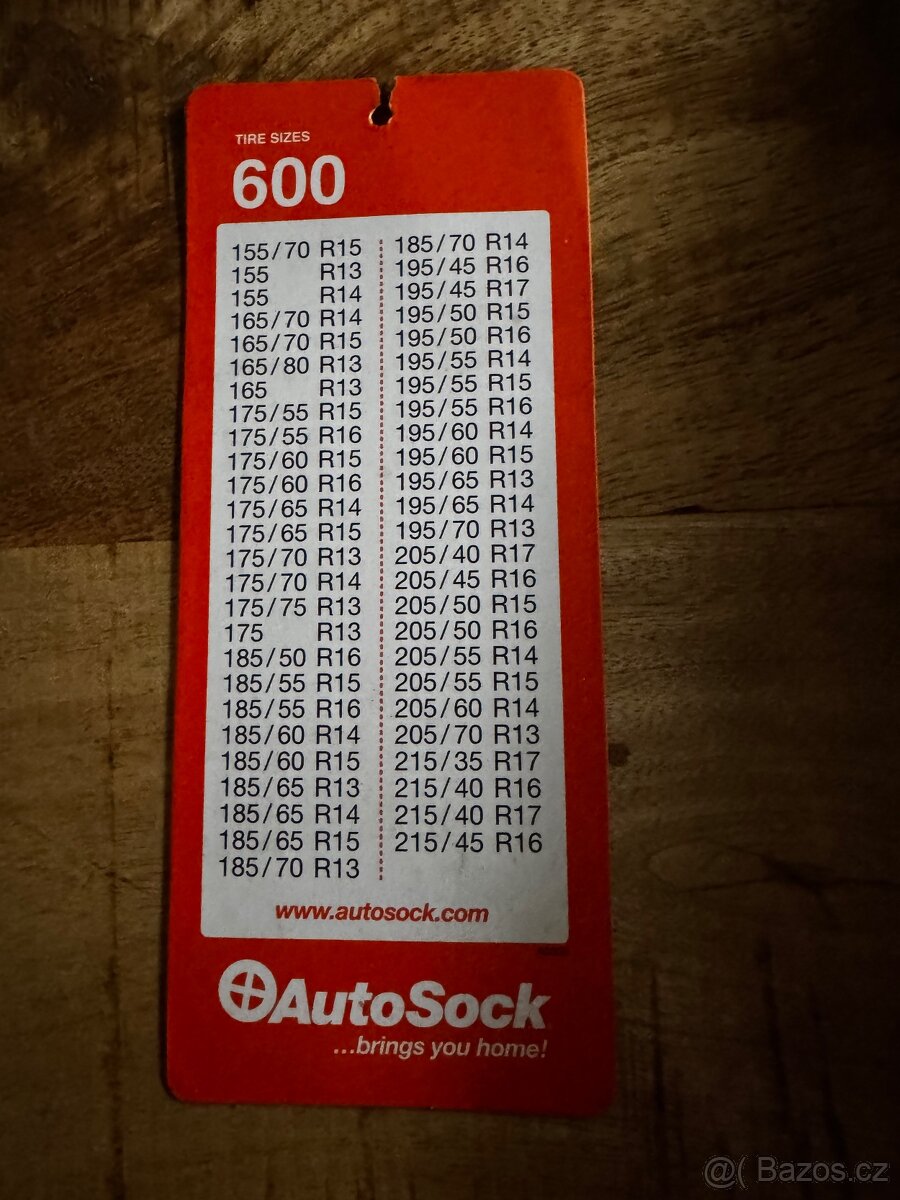 TIRE SIZES
600
155/70 R15
155 R13
155 R14
165/70 R14
165/70 R15
165/80 R13
165 R13
175/55 R15
175/55 R16
175/60 R15
175/60 R16
175/65 R14
175/65 R15
175/70 R13
175/70 R14
175/75 R13
175 R13
185/50 R16
185/55 R15
185/55 R16
185/60 R14
185/60 R15
185/65 R13
185/65 R14
185/65 R15
185/70 R13
185/70 R14
195/45 R16
195/45 R17
195/50 R15
195/50 R16
195/55 R14
195/55 R15
195/55 R16
195/60 R14
195/60 R15
195/65 R13
195/65 R14
195/70 R13
205/40 R17
205/45 R16
205/50 R15
205/50 R16
205/55 R14
205/55 R15
205/60 R14
205/70 R13
215/35 R17
215/40 R16
215/40 R17
215/45 R16
www.autosock.com
AutoSock
...brings you home!
@( Bazos.cz